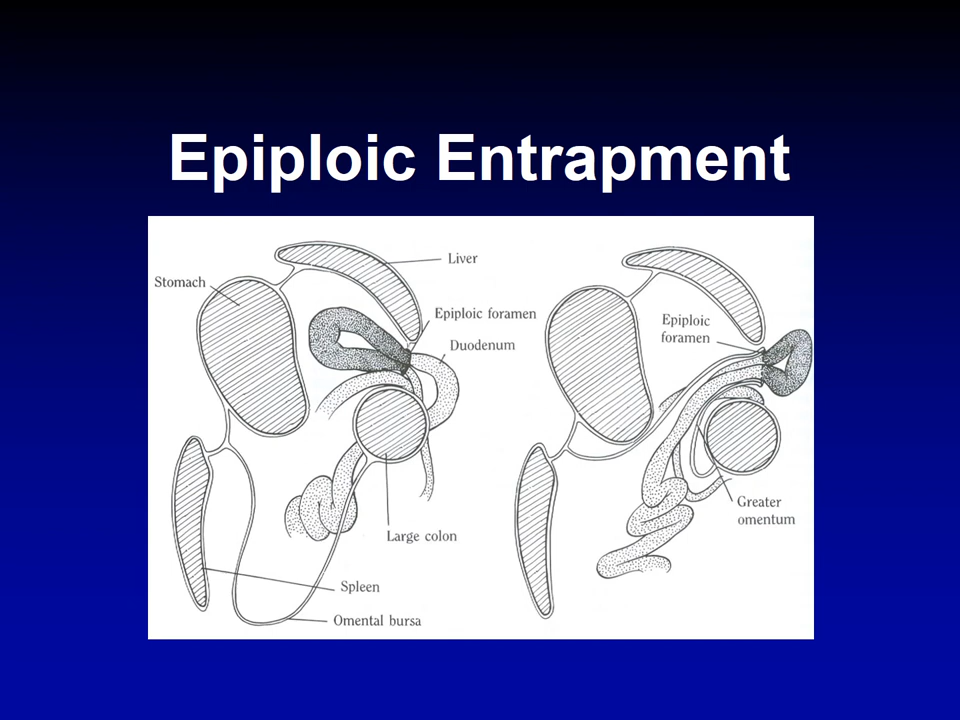 Epiploic Entrapment
Liver
Stomach
Epiploic foramen
Duodenum
Large colon
Spleen
Omental bursa
Epiploic
foramen
Greater
omentum